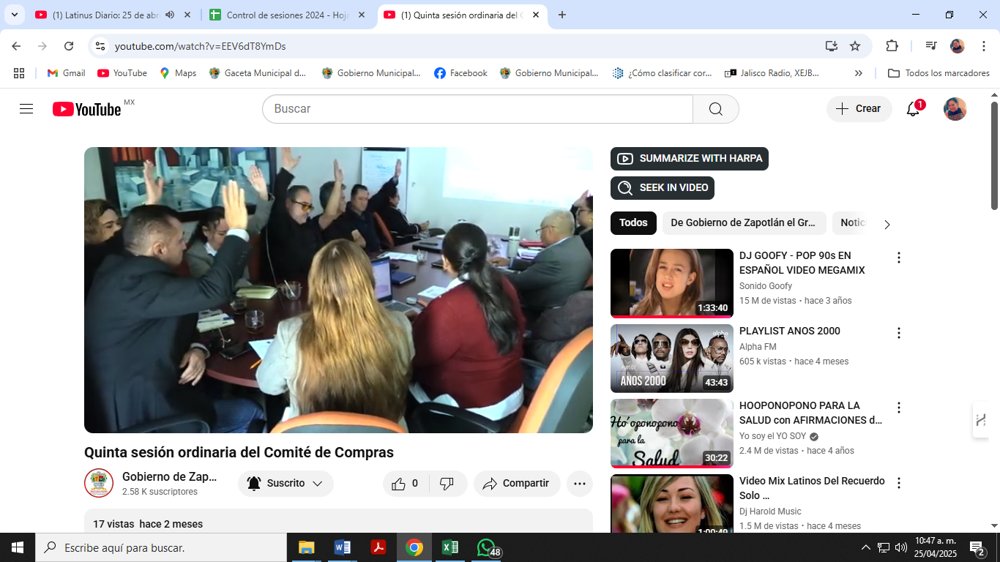 (1) Latinus Diario: 25 de abri
Control de sesiones 2024 - Hoja
(1) Quinta sesión ordinaria del C
youtube.com/watch?v=EEV6dT8YmDs
Gmail
YouTube
Maps
Gaceta Municipal d...
Gobierno Municipal...
Facebook
Gobierno Municipal...
¿Cómo clasificar cor...
Jalisco Radio, XEJB...
Todos los marcadores
YouTube MX
Buscar
Crear
1
SUMMARIZE WITH HARPA
SEEK IN VIDEO
Todos
De Gobierno de Zapotlán el Gr...
Notic
DJ GOOFY - POP 90s EN
ESPAÑOL VIDEO MEGAMIX
Sonido Goofy
15 M de vistas • hace 3 años
1:33:40
PLAYLIST ANOS 2000
Alpha FM
605 k vistas • hace 4 meses
alpha
ANOS 2000
43:43
HOOPONOPONO PARA LA
SALUD con AFIRMACIONES d...
Yo soy el YO SOY
2.4 M de vistas • hace 4 años
Ho'oponopono
para la
Salud
30:22
Video Mix Latinos Del Recuerdo
Solo ...
Dj Harold Music
1.5 M de vistas • hace 4 meses
1:00:49
Quinta sesión ordinaria del Comité de Compras
Gobierno de Zap...
2.58 K suscriptores
Suscrito
0
Compartir
17 vistas hace 2 meses
Escribe aquí para buscar.
48
10:47 a. m.
25/04/2025
2